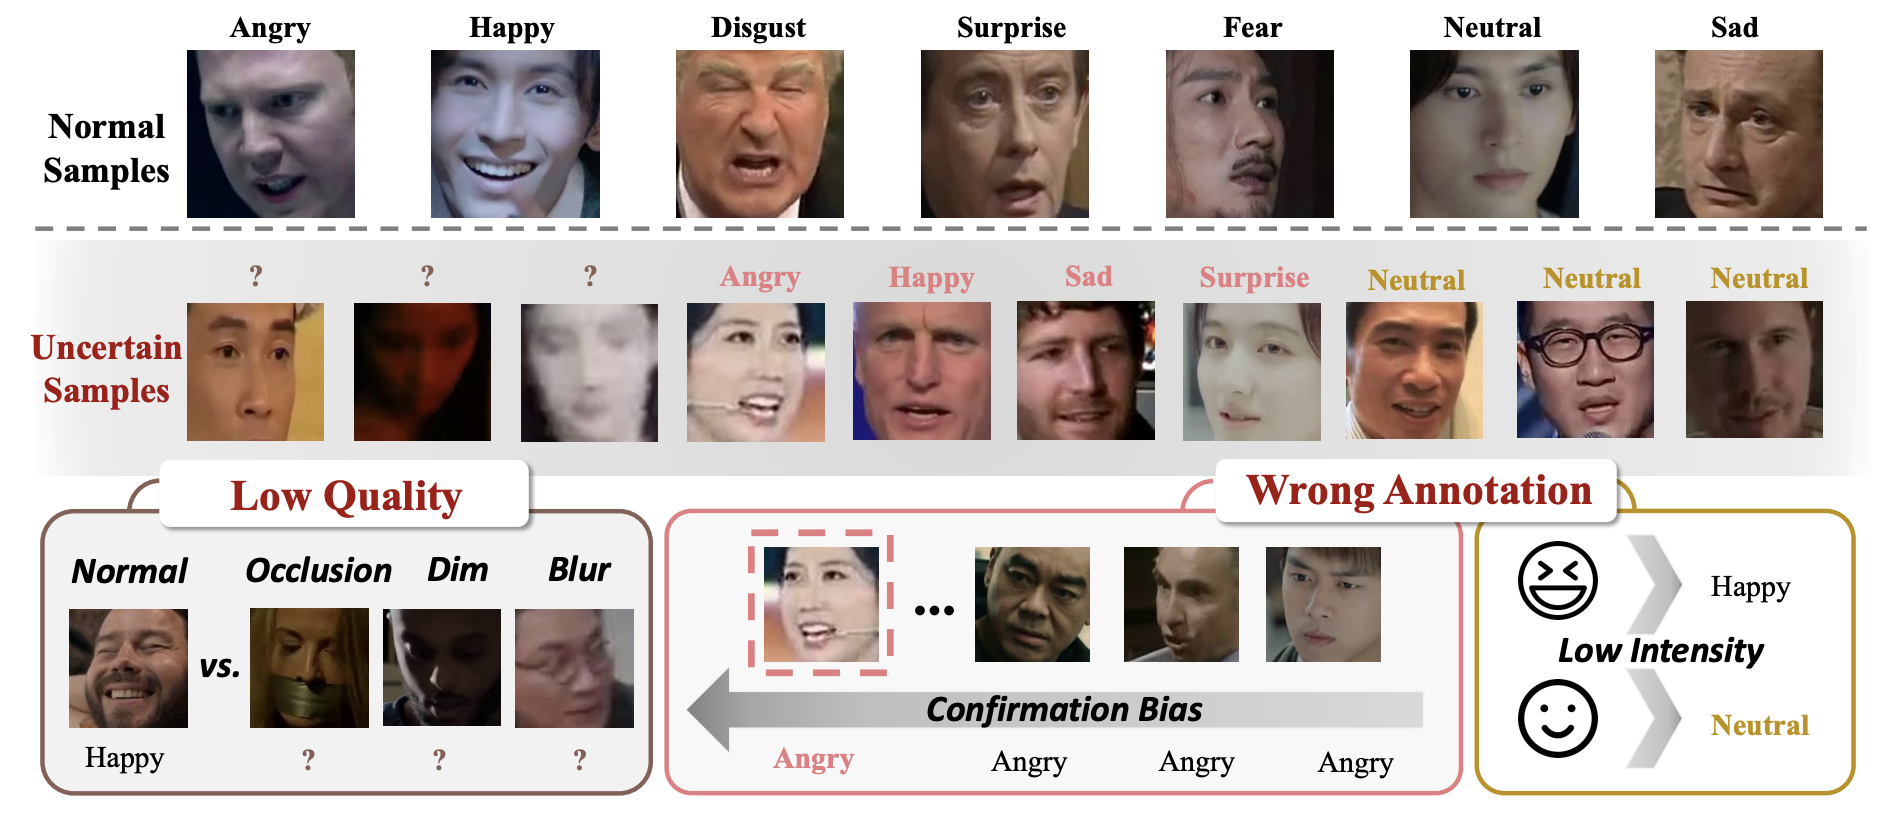 Angry Happy Disgust Surprise Fear Neutral Sad
Normal
Samples
? ? ? Angry Happy Sad Surprise Neutral Neutral Neutral
Uncertain
Samples
Low Quality
Wrong Annotation
Normal Occlusion Dim Blur
vs.
Happy ? ? ?
...
Confirmation Bias
Angry Angry Angry Angry
Happy
Low Intensity
Neutral